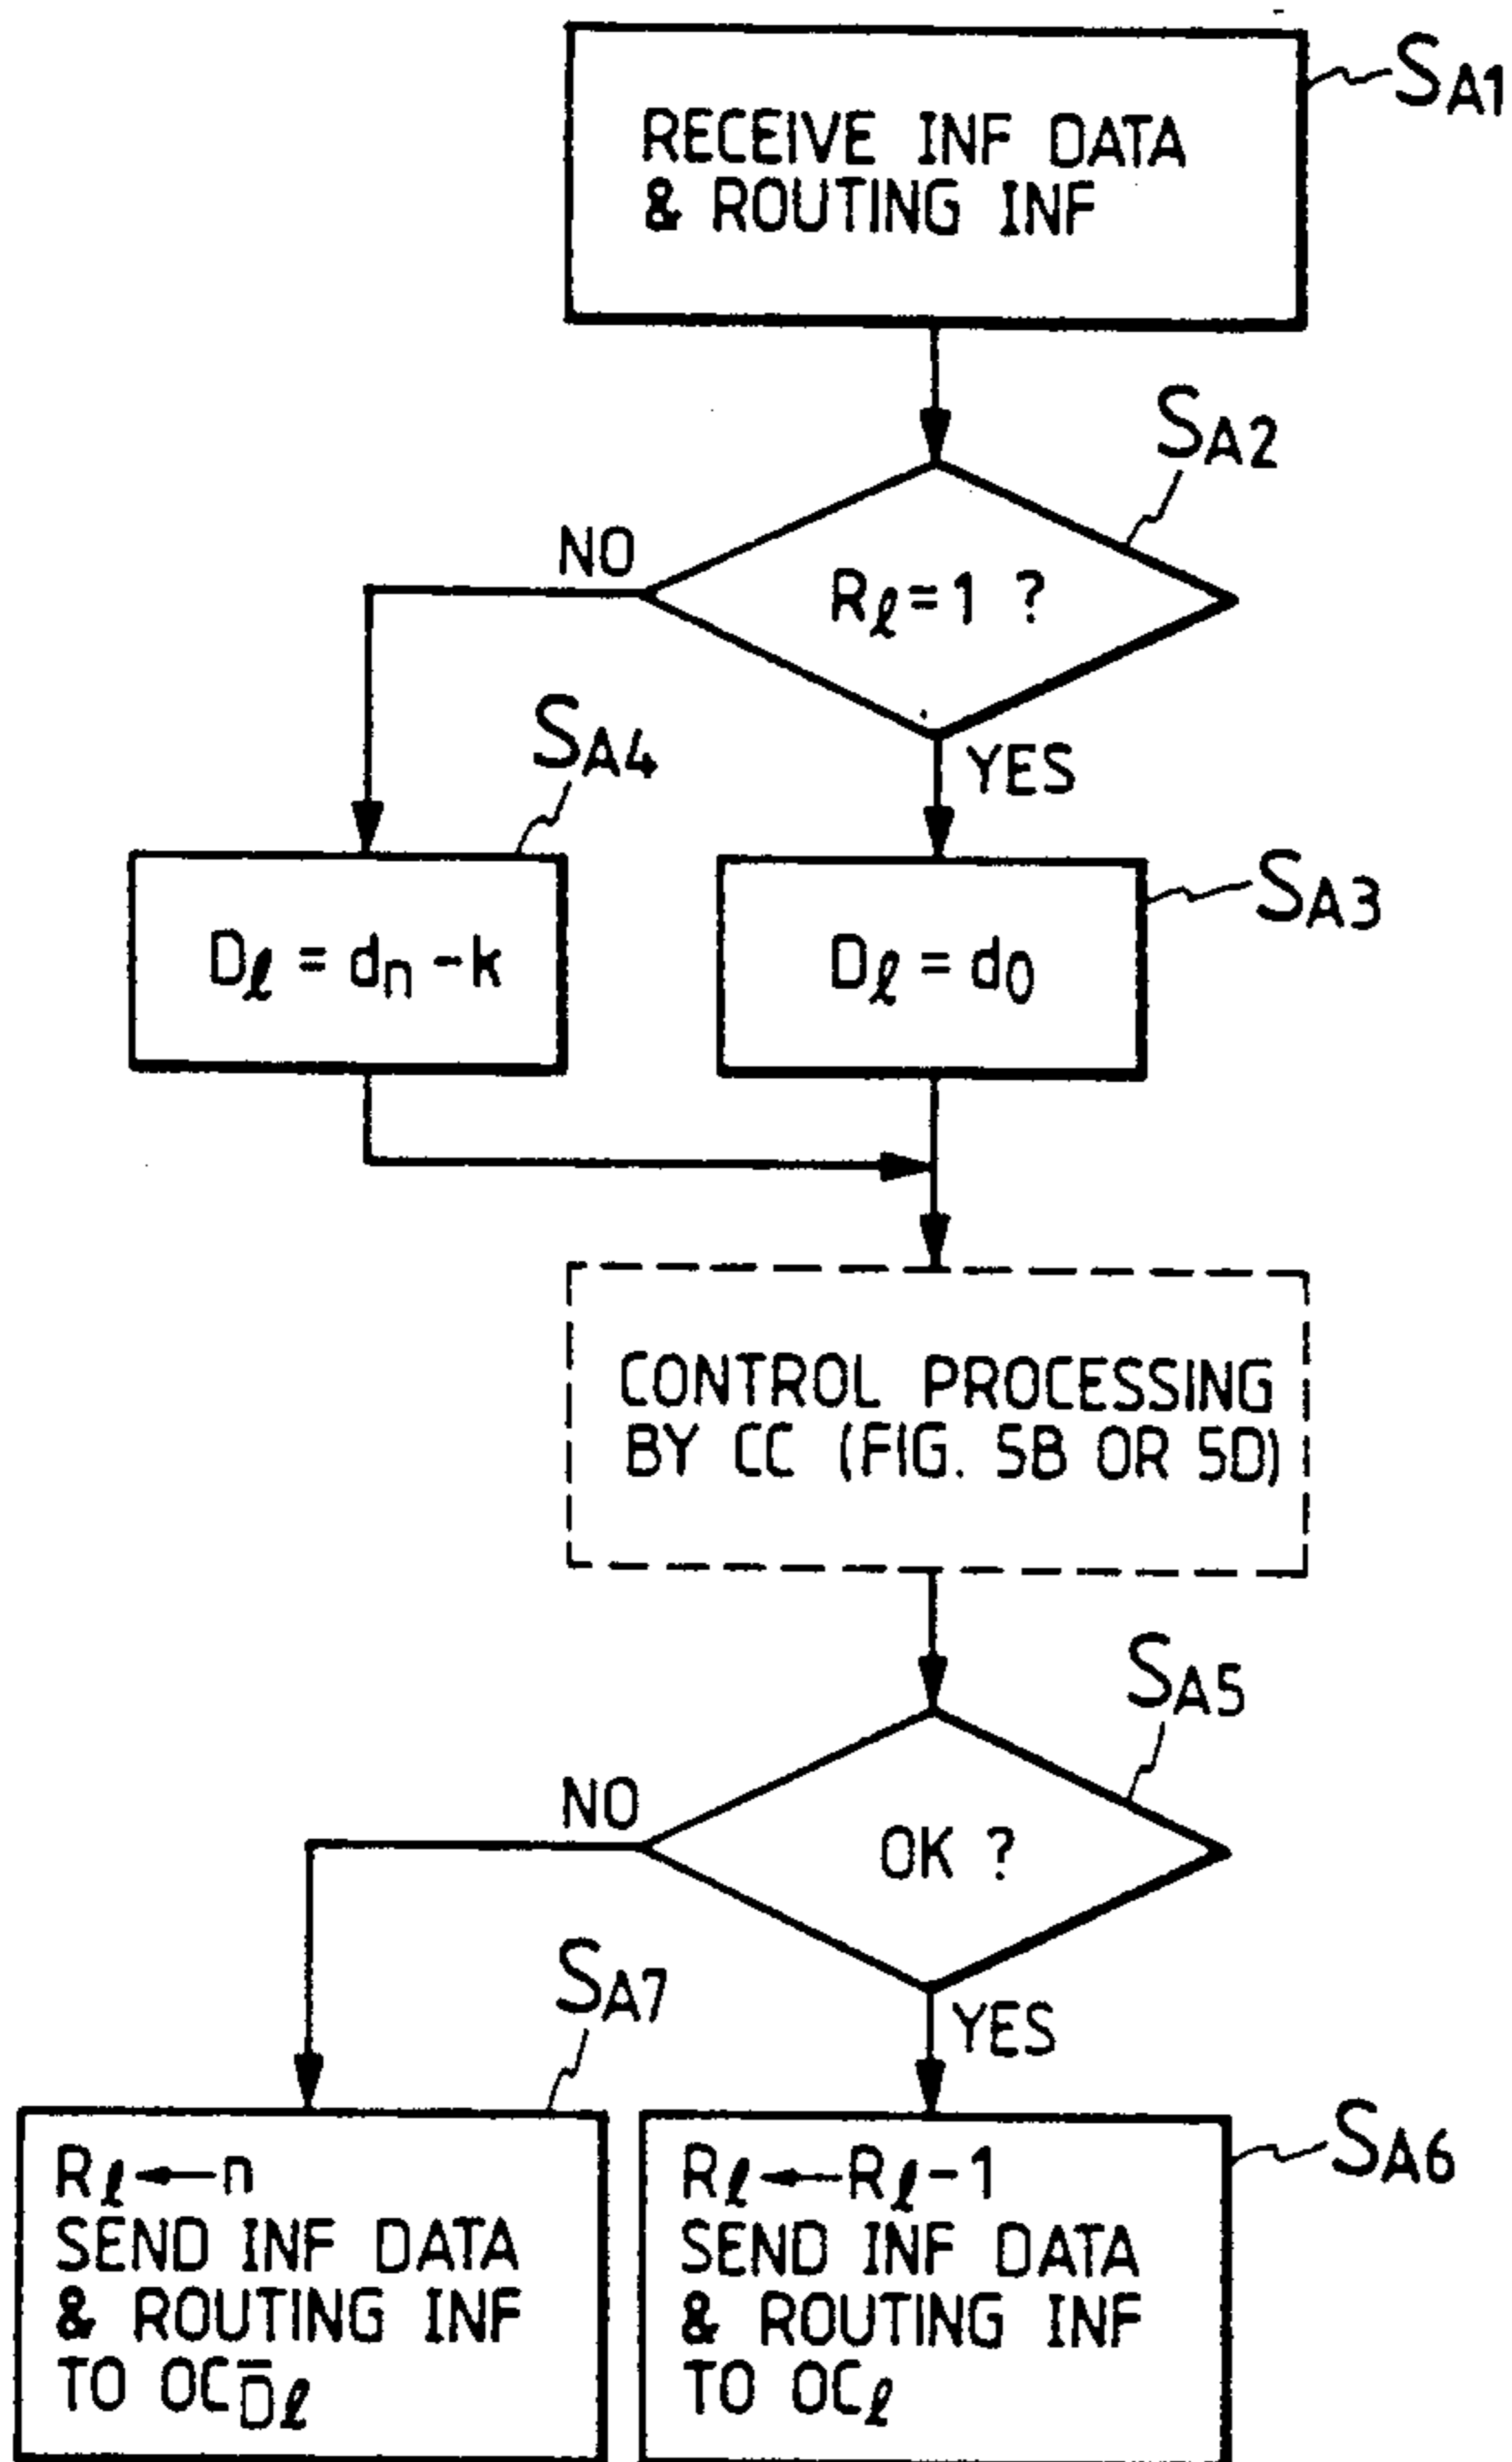 SA1
RECEIVE INF DATA
& ROUTING INF
SA2
NO
Rℓ=1 ?
YES
SA4
SA3
Dℓ = dn -k
Dℓ = d0
CONTROL PROCESSING
BY CC (FIG. 5B OR 5D)
SA5
NO
OK ?
YES
SA7
SA6
Rℓ←n
SEND INF DATA
& ROUTING INF
TO OCD̅ℓ
Rℓ←Rℓ-1
SEND INF DATA
& ROUTING INF
TO OCℓ